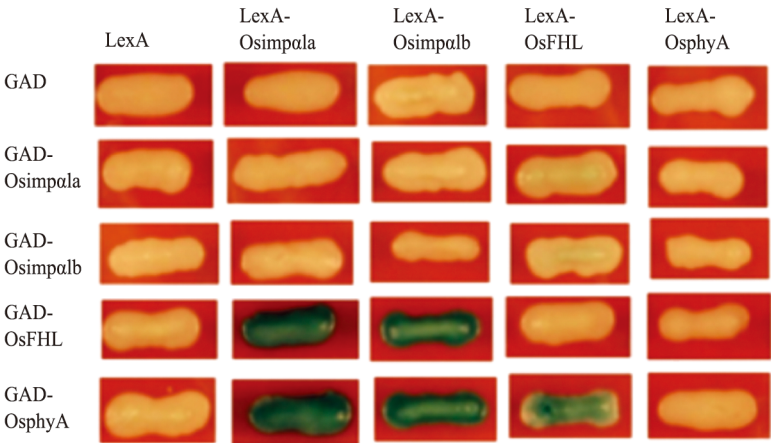 LexA
LexA-
Osimpαla
LexA-
Osimpαlb
LexA-
OsFHL
LexA-
OsphyA
GAD
GAD-
Osimpαla
GAD-
Osimpαlb
GAD-
OsFHL
GAD-
OsphyA